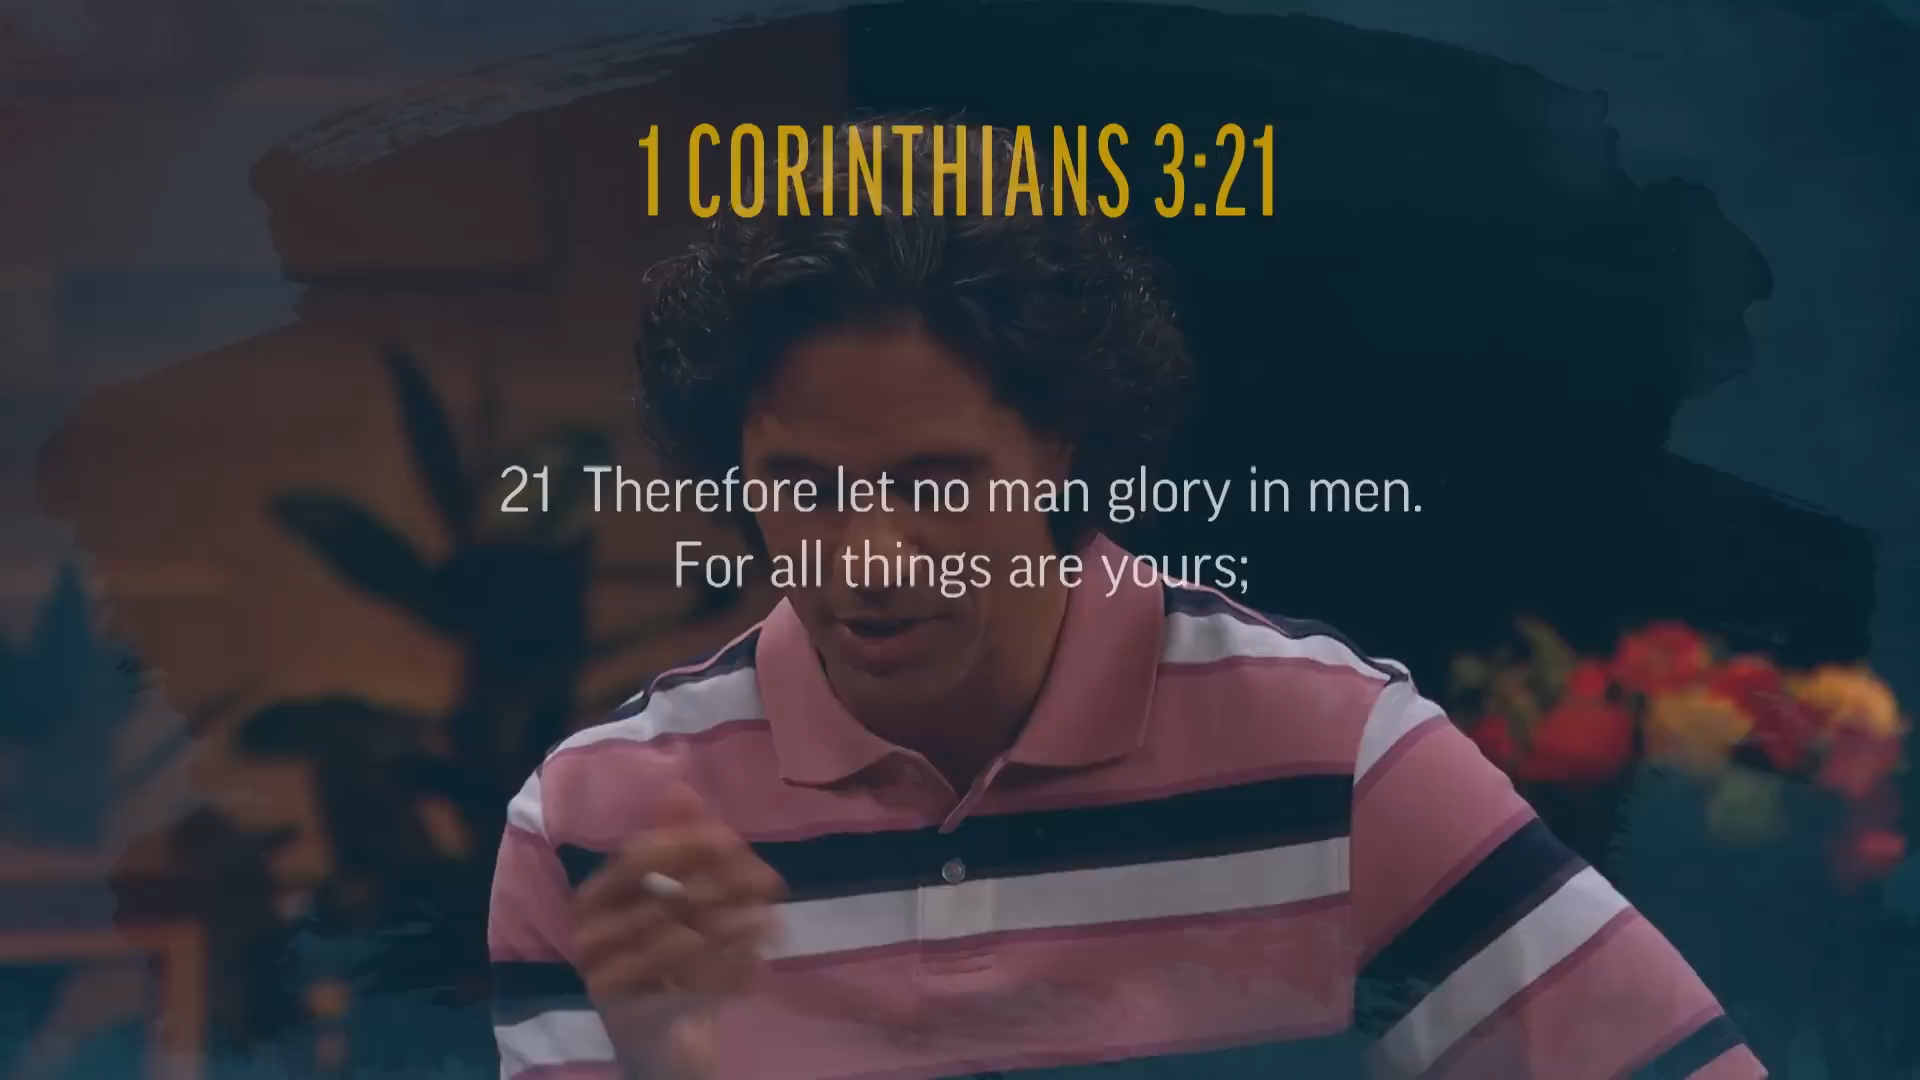 1 CORINTHIANS 3:21
21 Therefore let no man glory in men.
For all things are yours;